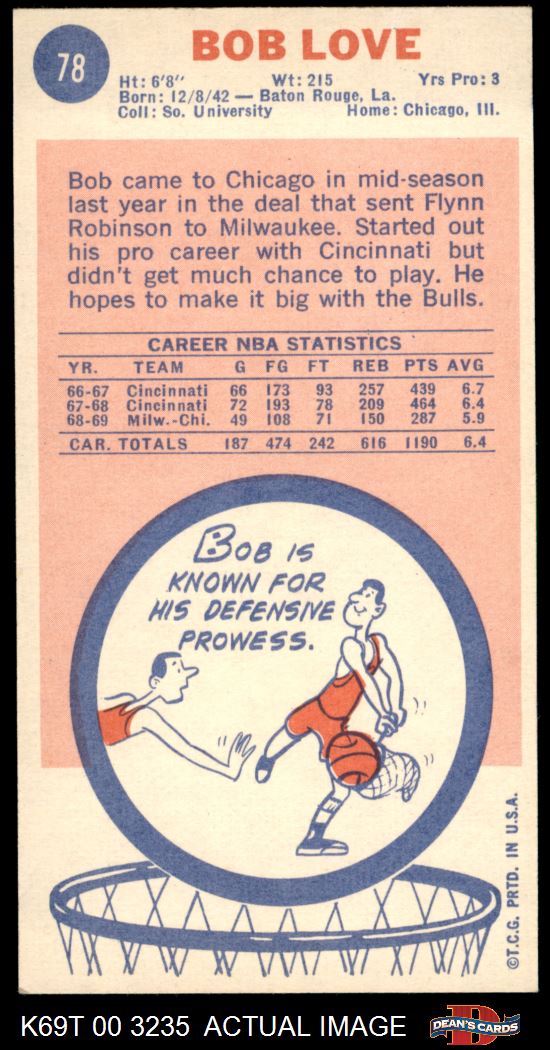 78
BOB LOVE
Ht: 6'8" Wt: 215 Yrs Pro: 3
Born: 12/8/42 — Baton Rouge, La.
Coll: So. University Home: Chicago, Ill.
Bob came to Chicago in mid-season
last year in the deal that sent Flynn
Robinson to Milwaukee. Started out
his pro career with Cincinnati but
didn't get much chance to play. He
hopes to make it big with the Bulls.
CAREER NBA STATISTICS
YR. TEAM G FG FT REB PTS AVG
66-67 Cincinnati 66 173 93 257 439 6.7
67-68 Cincinnati 72 193 78 209 464 6.4
68-69 Milw.-Chi. 49 108 71 150 287 5.9
CAR. TOTALS 187 474 242 616 1190 6.4
BOB IS
KNOWN FOR
HIS DEFENSIVE
PROWESS.
©T.C.G. PRTD. IN U.S.A.
K69T 00 3235 ACTUAL IMAGE
D
DEAN'S CARDS